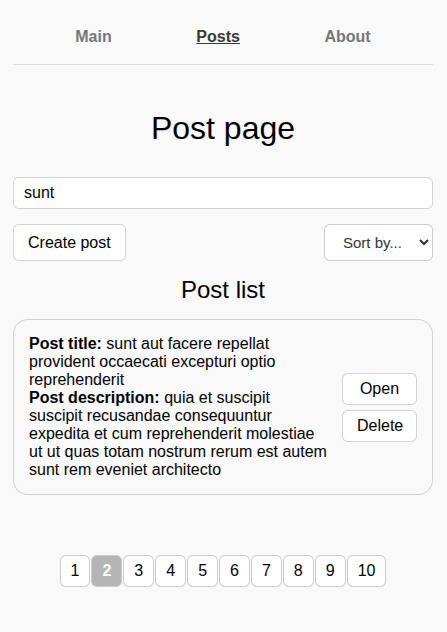 Main Posts About
Post page
sunt
Create post Sort by...
Post list
Post title: sunt aut facere repellat
provident occaecati excepturi optio
reprehenderit
Post description: quia et suscipit
suscipit recusandae consequuntur
expedita et cum reprehenderit molestiae
ut ut quas totam nostrum rerum est autem
sunt rem eveniet architecto
Open
Delete
1 2 3 4 5 6 7 8 9 10